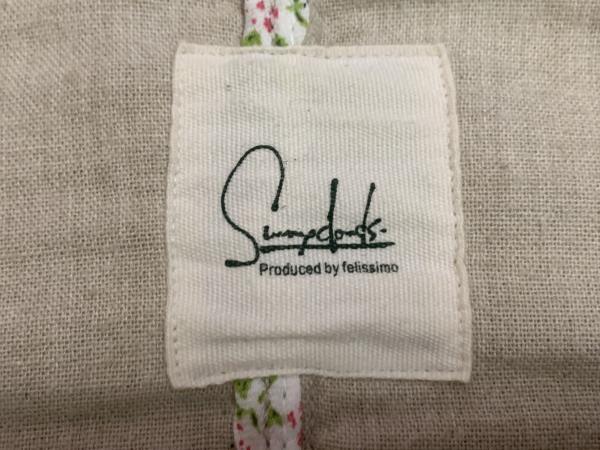 Sunnyclouds.
Produced by felissimo